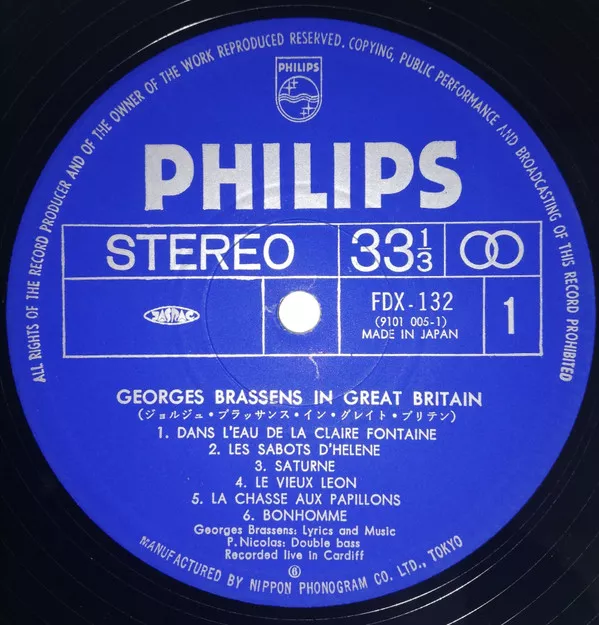 ALL RIGHTS OF THE RECORD PRODUCER AND OF THE OWNER OF THE WORK REPRODUCED RESERVED. COPYING, PUBLIC PERFORMANCE AND BROADCASTING OF THIS RECORD PROHIBITED
PHILIPS
PHILIPS
STEREO 33 1/3
JASRAC
FDX-132
(9101 005-1)
MADE IN JAPAN
1
GEORGES BRASSENS IN GREAT BRITAIN
(ジョルジュ・ブラッサンス・イン・グレイト・ブリテン)
1. DANS L'EAU DE LA CLAIRE FONTAINE
2. LES SABOTS D'HELENE
3. SATURNE
4. LE VIEUX LEON
5. LA CHASSE AUX PAPILLONS
6. BONHOMME
Georges Brassens: Lyrics and Music
P. Nicolas: Double bass
Recorded live in Cardiff
⑥
MANUFACTURED BY NIPPON PHONOGRAM CO. LTD., TOKYO